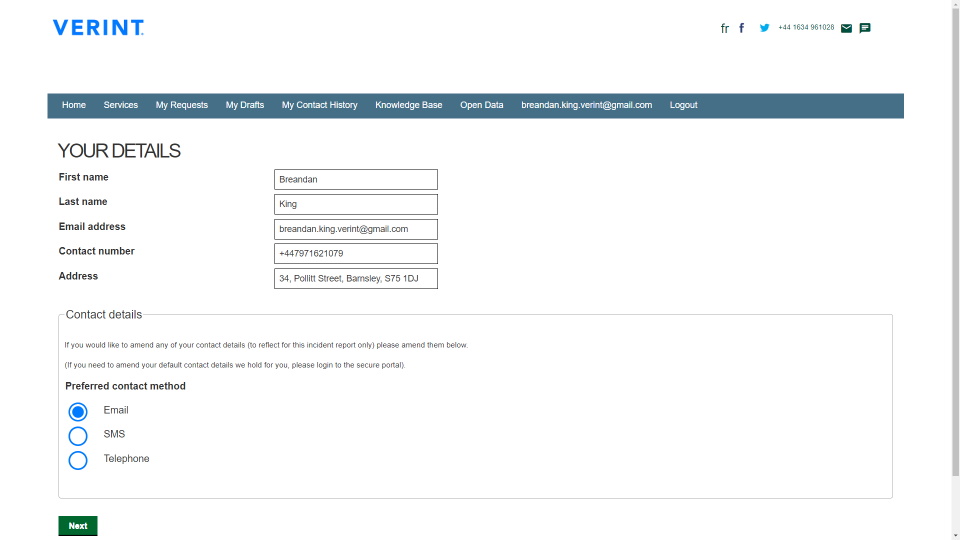 VERINT.
fr f +44 1634 961028
Home Services My Requests My Drafts My Contact History Knowledge Base Open Data breandan.king.verint@gmail.com Logout
YOUR DETAILS
First name Breandan
Last name King
Email address breandan.king.verint@gmail.com
Contact number +447971621079
Address 34, Pollitt Street, Barnsley, S75 1DJ
Contact details
If you would like to amend any of your contact details (to reflect for this incident report only) please amend them below.
(If you need to amend your default contact details we hold for you, please login to the secure portal).
Preferred contact method
Email
SMS
Telephone
Next